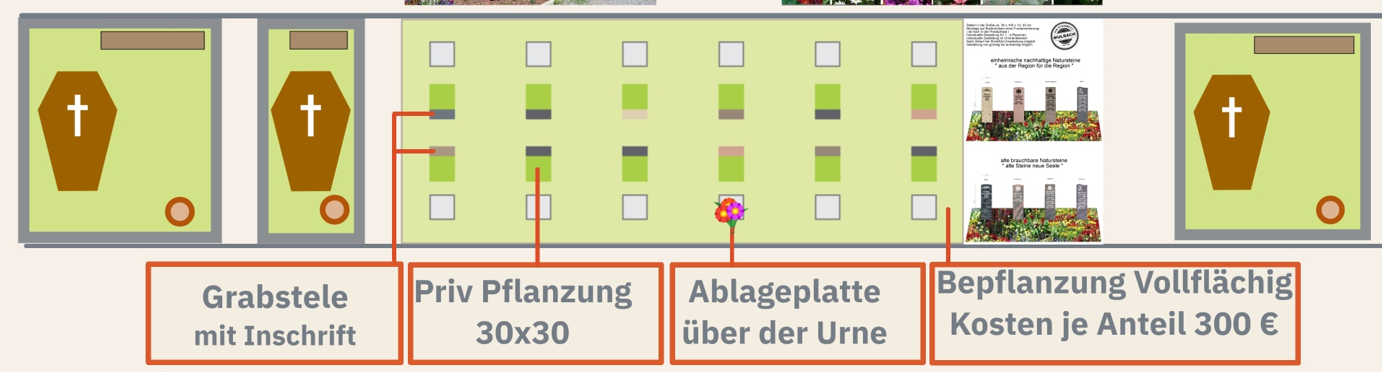 einheimische nachhaltige Natursteine
" aus der Region für die Region "
alte brauchbare Natursteine
" alte Steine neue Seele "
Grabstele
mit Inschrift
Priv Pflanzung
30x30
Ablageplatte
über der Urne
Bepflanzung Vollflächig
Kosten je Anteil 300 €